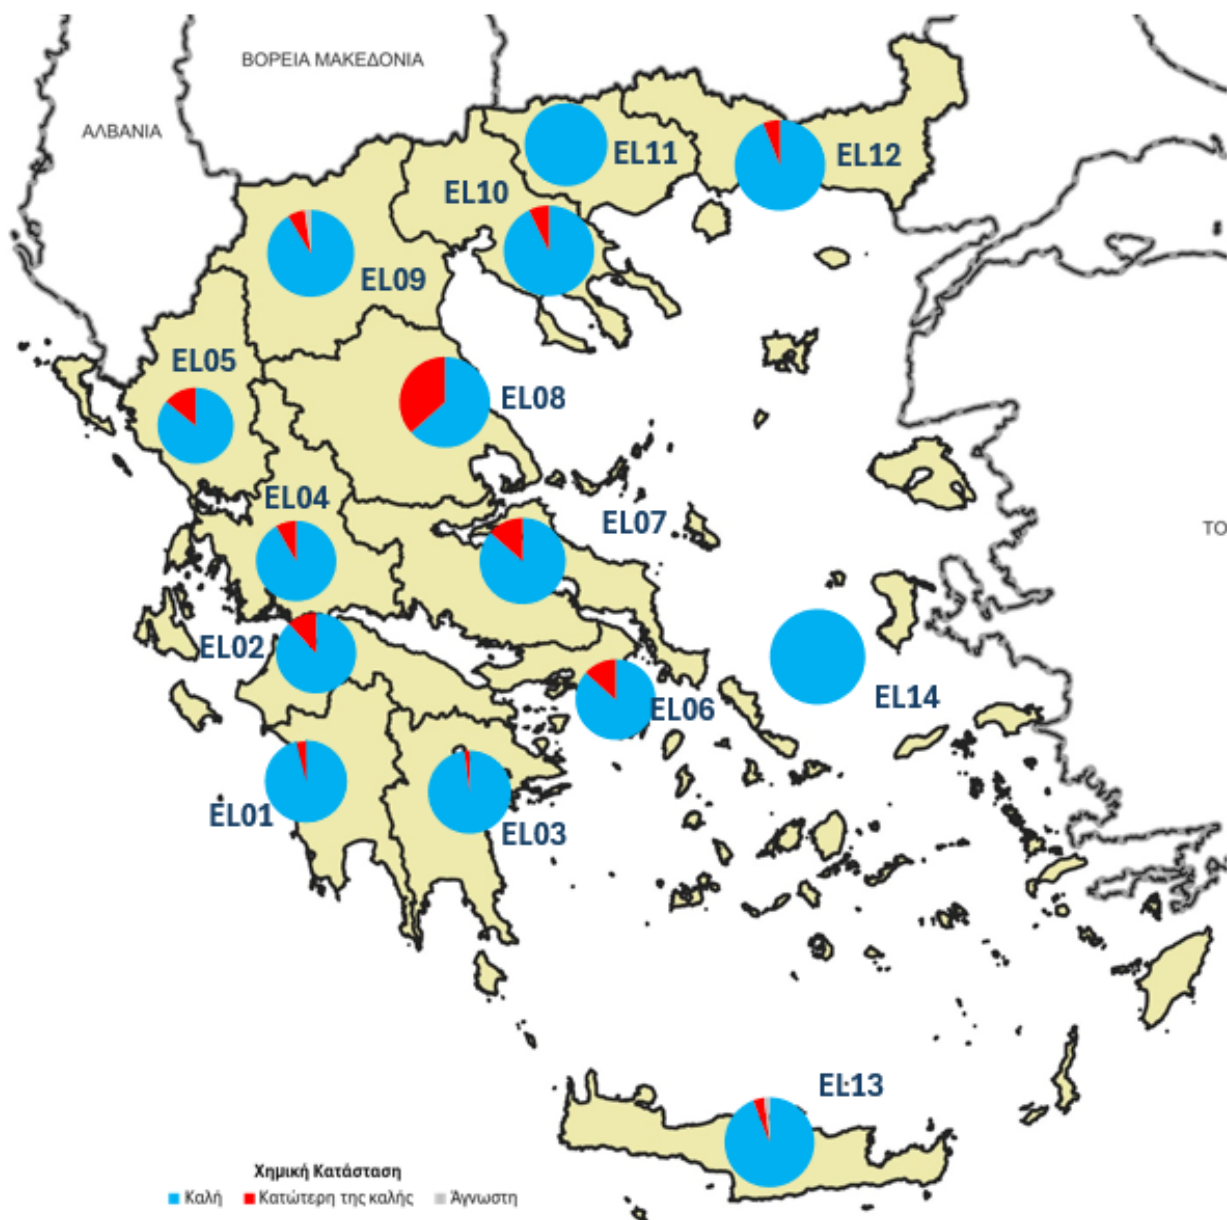 ΒΟΡΕΙΑ ΜΑΚΕΔΟΝΙΑ
ΑΛΒΑΝΙΑ
EL11
EL12
EL10
EL09
EL05
EL08
EL04
EL07
ΤΟ
EL02
EL14
EL06
EL01
EL03
EL13
Χημική Κατάσταση
Καλή Κατώτερη της καλής Άγνωστη